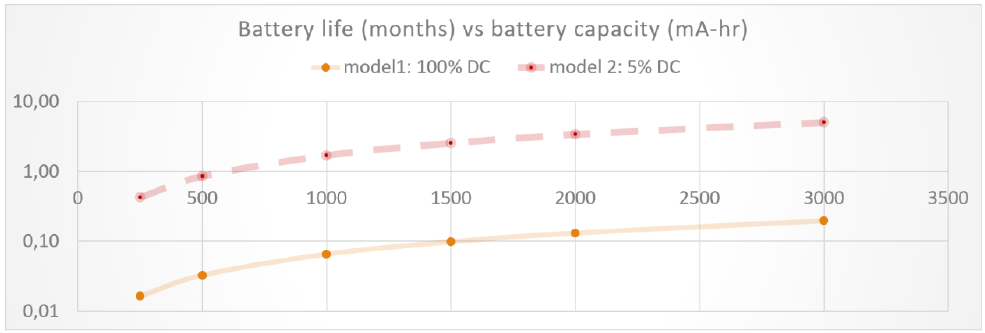 Battery life (months) vs battery capacity (mA-hr)
model1: 100% DC model 2: 5% DC
10,00
1,00
0 500 1000 1500 2000 2500 3000 3500
0,10
0,01